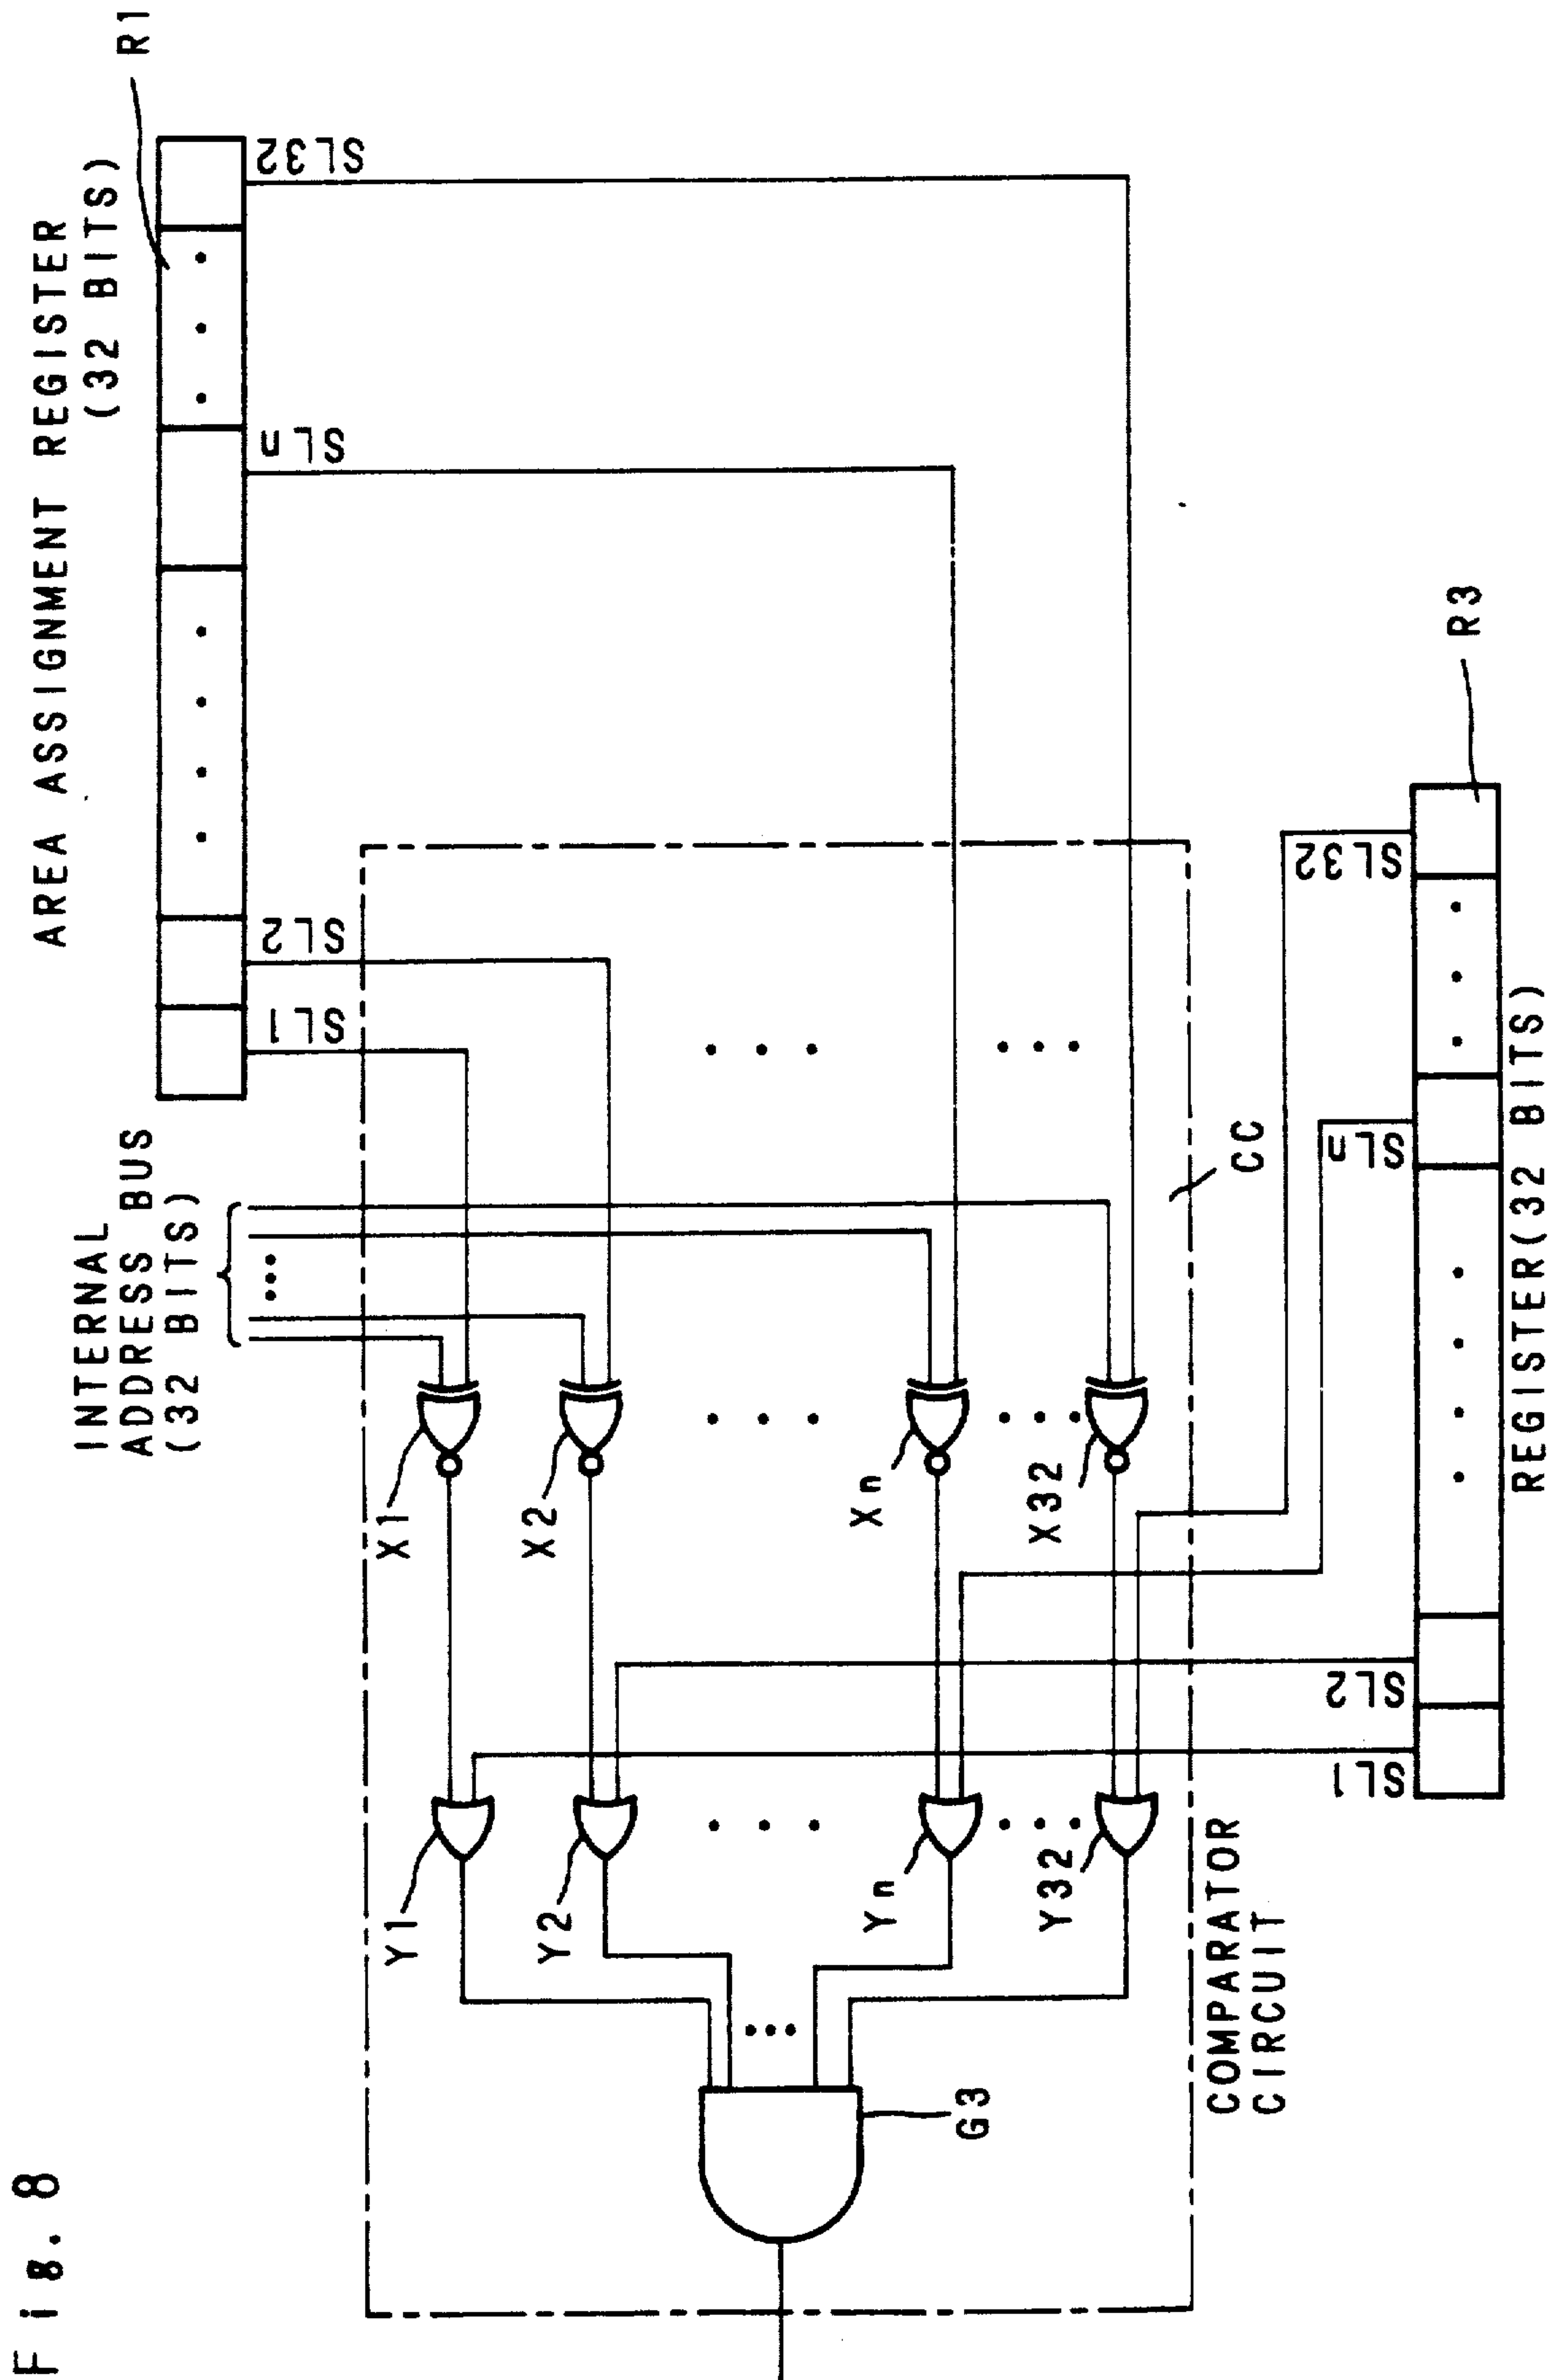 Fig. 8
AREA ASSIGNMENT REGISTER
(32 BITS)
R1
INTERNAL
ADDRESS BUS
(32 BITS)
SL1
SL2
SLn
SL32
X1
X2
Xn
X32
Y1
Y2
Yn
Y32
G3
CC
COMPARATOR
CIRCUIT
SL1
SL2
SLn
SL32
R3
REGISTER(32 BITS)